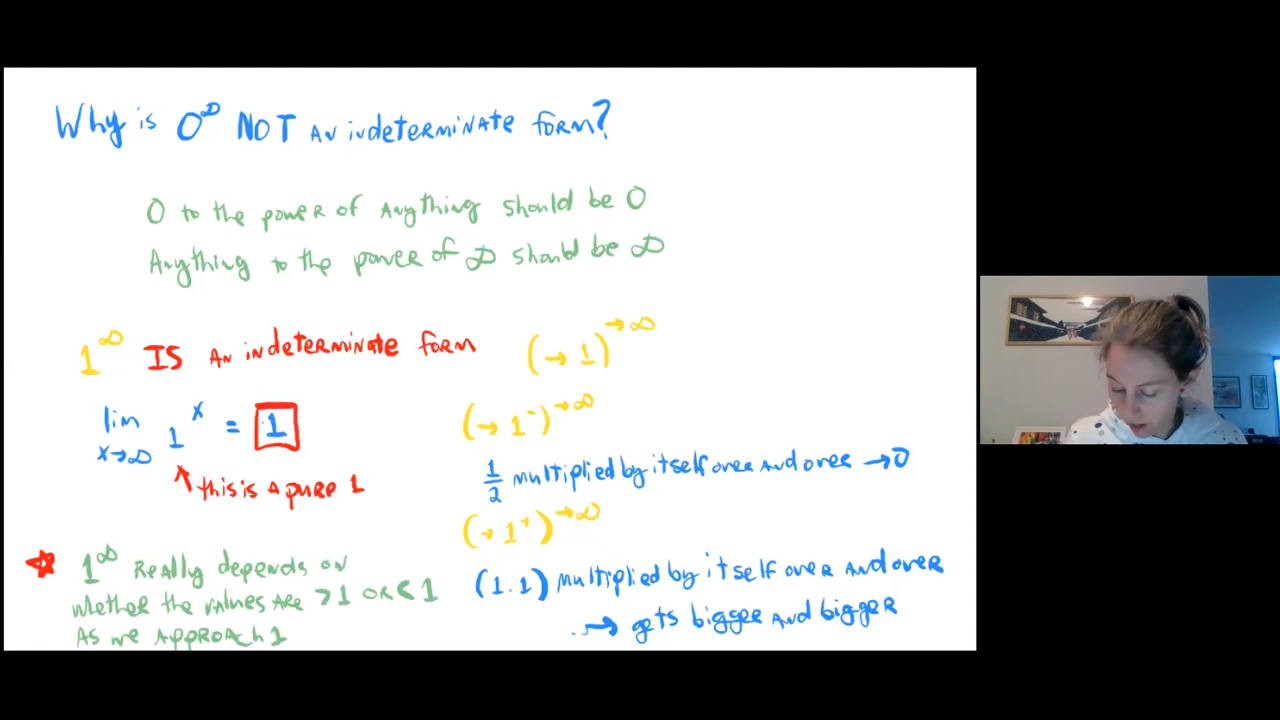 Why is 0^∞ NOT An indeterminate form?
0 to the power of Anything should be 0
Anything to the power of ∞ should be ∞
1^∞ IS An indeterminate form
(→ 1)^→∞
lim x→∞ 1^x = 1
↑ this is a pure 1
(→ 1⁻)^→∞
1/2 multiplied by itself over and over → 0
(→ 1⁺)^→∞
(1.1) multiplied by itself over and over
→ gets bigger and bigger
1^∞ Really depends on
whether the values are >1 or <1
As we Approach 1